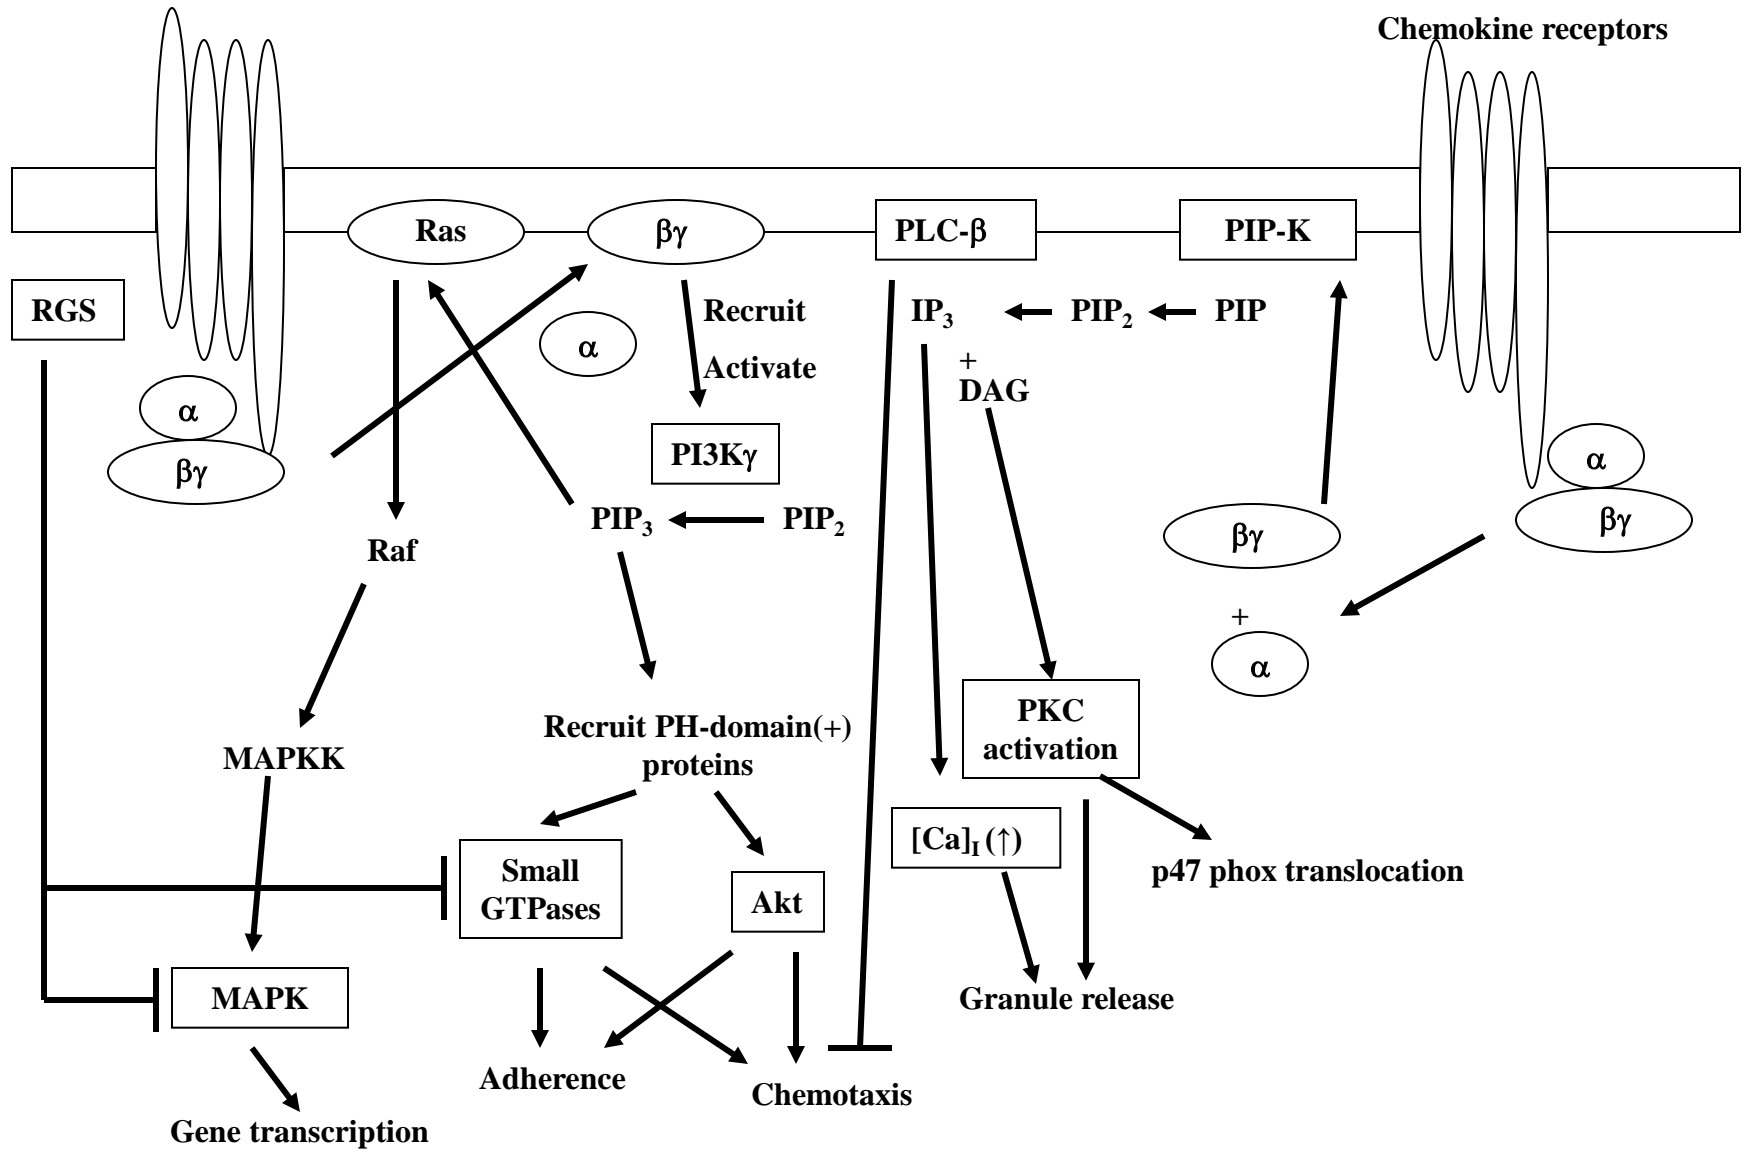 Chemokine receptors
Ras
βγ
PLC-β
PIP-K
RGS
Recruit
IP3
PIP2
PIP
α
Activate
+
DAG
α
βγ
PI3Kγ
α
βγ
PIP3
PIP2
βγ
Raf
+
α
Recruit PH-domain(+)
proteins
PKC
activation
MAPKK
[Ca]I (↑)
Small
GTPases
p47 phox translocation
Akt
MAPK
Granule release
Adherence
Chemotaxis
Gene transcription